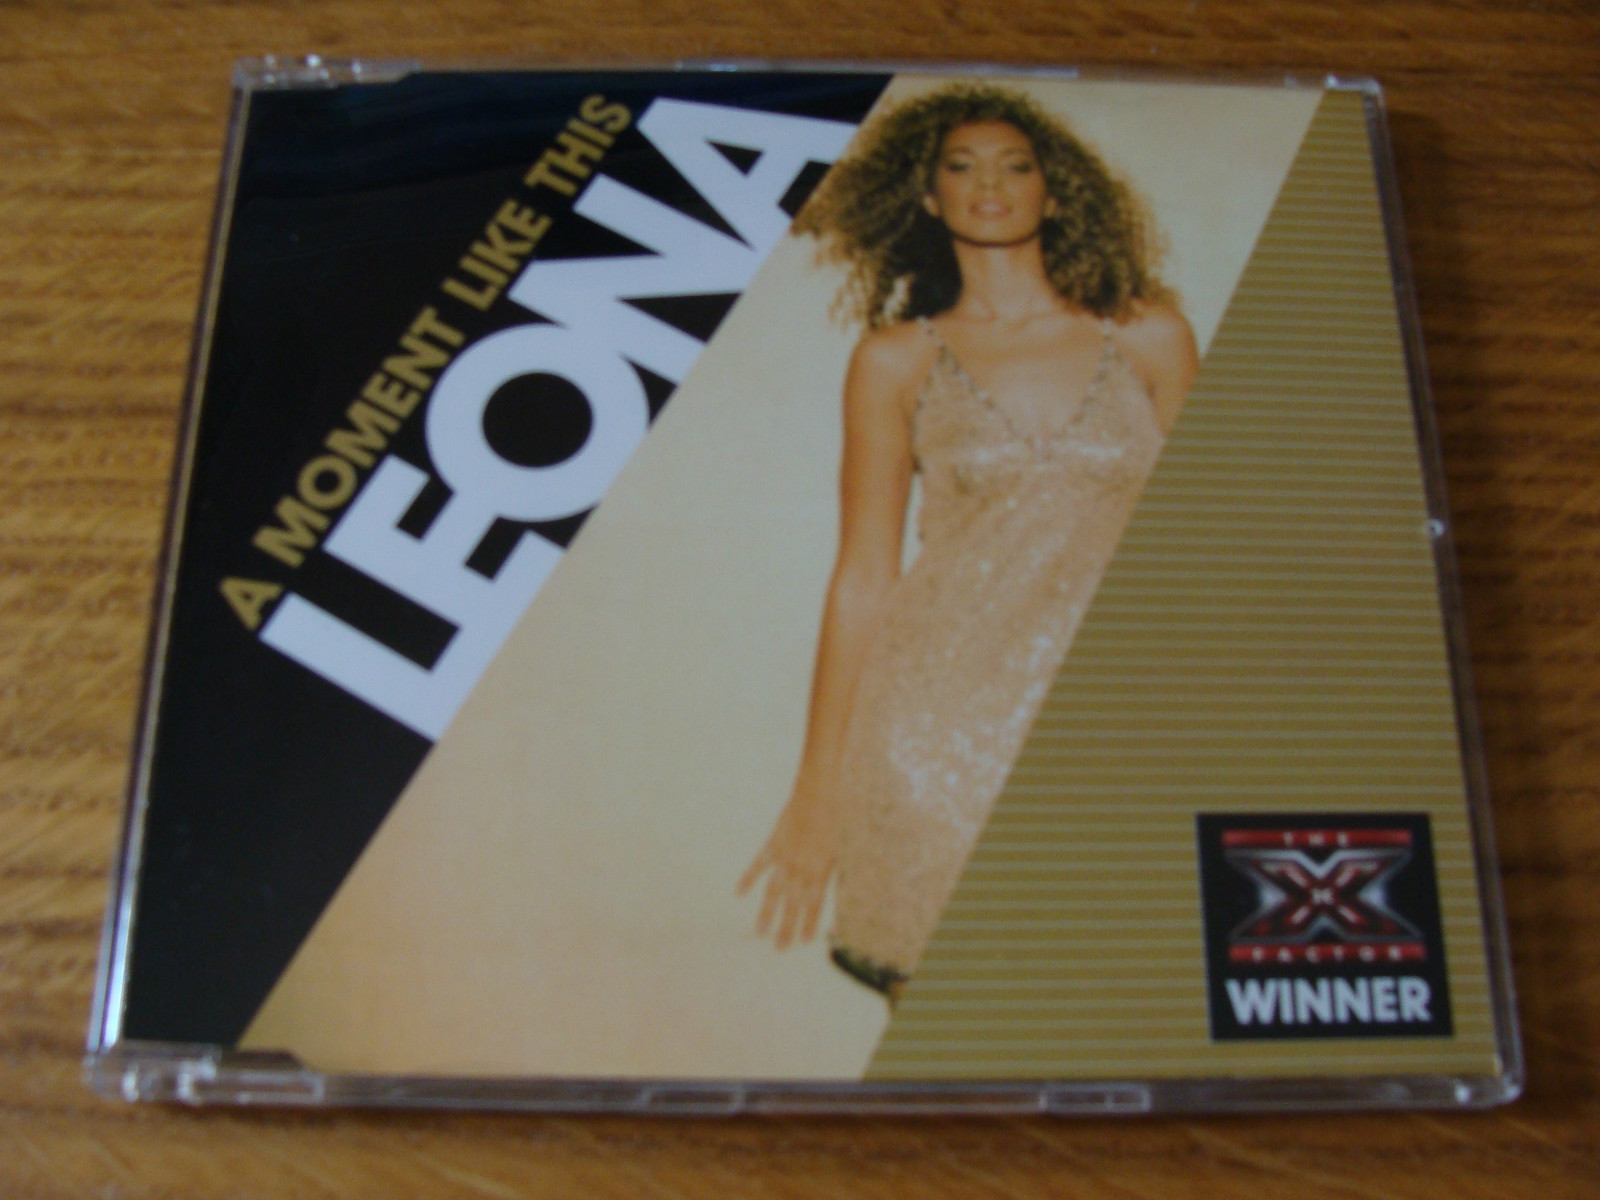 A MOMENT LIKE THIS
LEONA
THE
X
FACTOR
WINNER